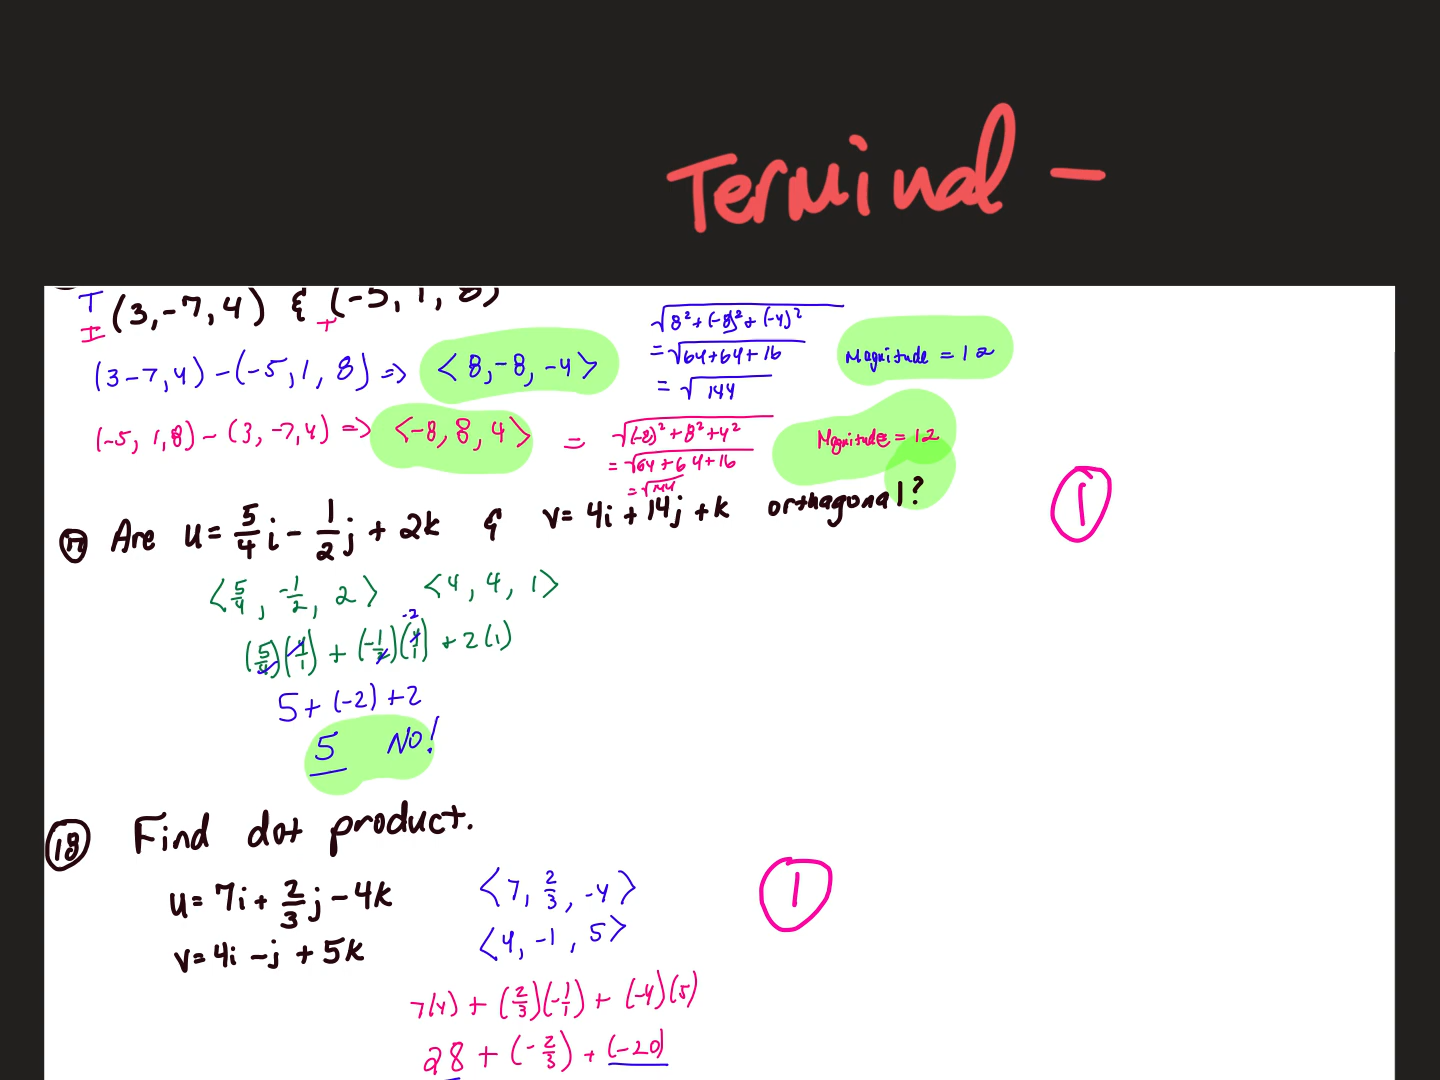 Terminal -
T
I (3, -7, 4) & (-5, 1, 8)
T
(3 -7, 4) - (-5, 1, 8) => <8, -8, -4>
√8² + (-8)² + (-4)²
= √64 + 64 + 16
= √144
Magnitude = 12
(-5, 1, 8) - (3, -7, 4) => <-8, 8, 4> = √(-8)² + 8² + 4²
= √64 + 64 + 16
= √144
Magnitude = 12
17 Are u = 5/4 i - 1/2 j + 2k & v = 4i + 14j + k orthagonal?
1
<5/4, -1/2, 2> <4, 4, 1>
-2
(5/4)(4/1) + (-1/2)(4/1) + 2(1)
5 + (-2) + 2
5 NO!
18 Find dot product.
u = 7i + 2/3 j - 4k <7, 2/3, -4>
1
v = 4i - j + 5k <4, -1, 5>
7(4) + (2/3)(-1/1) + (-4)(5)
28 + (-2/3) + (-20)